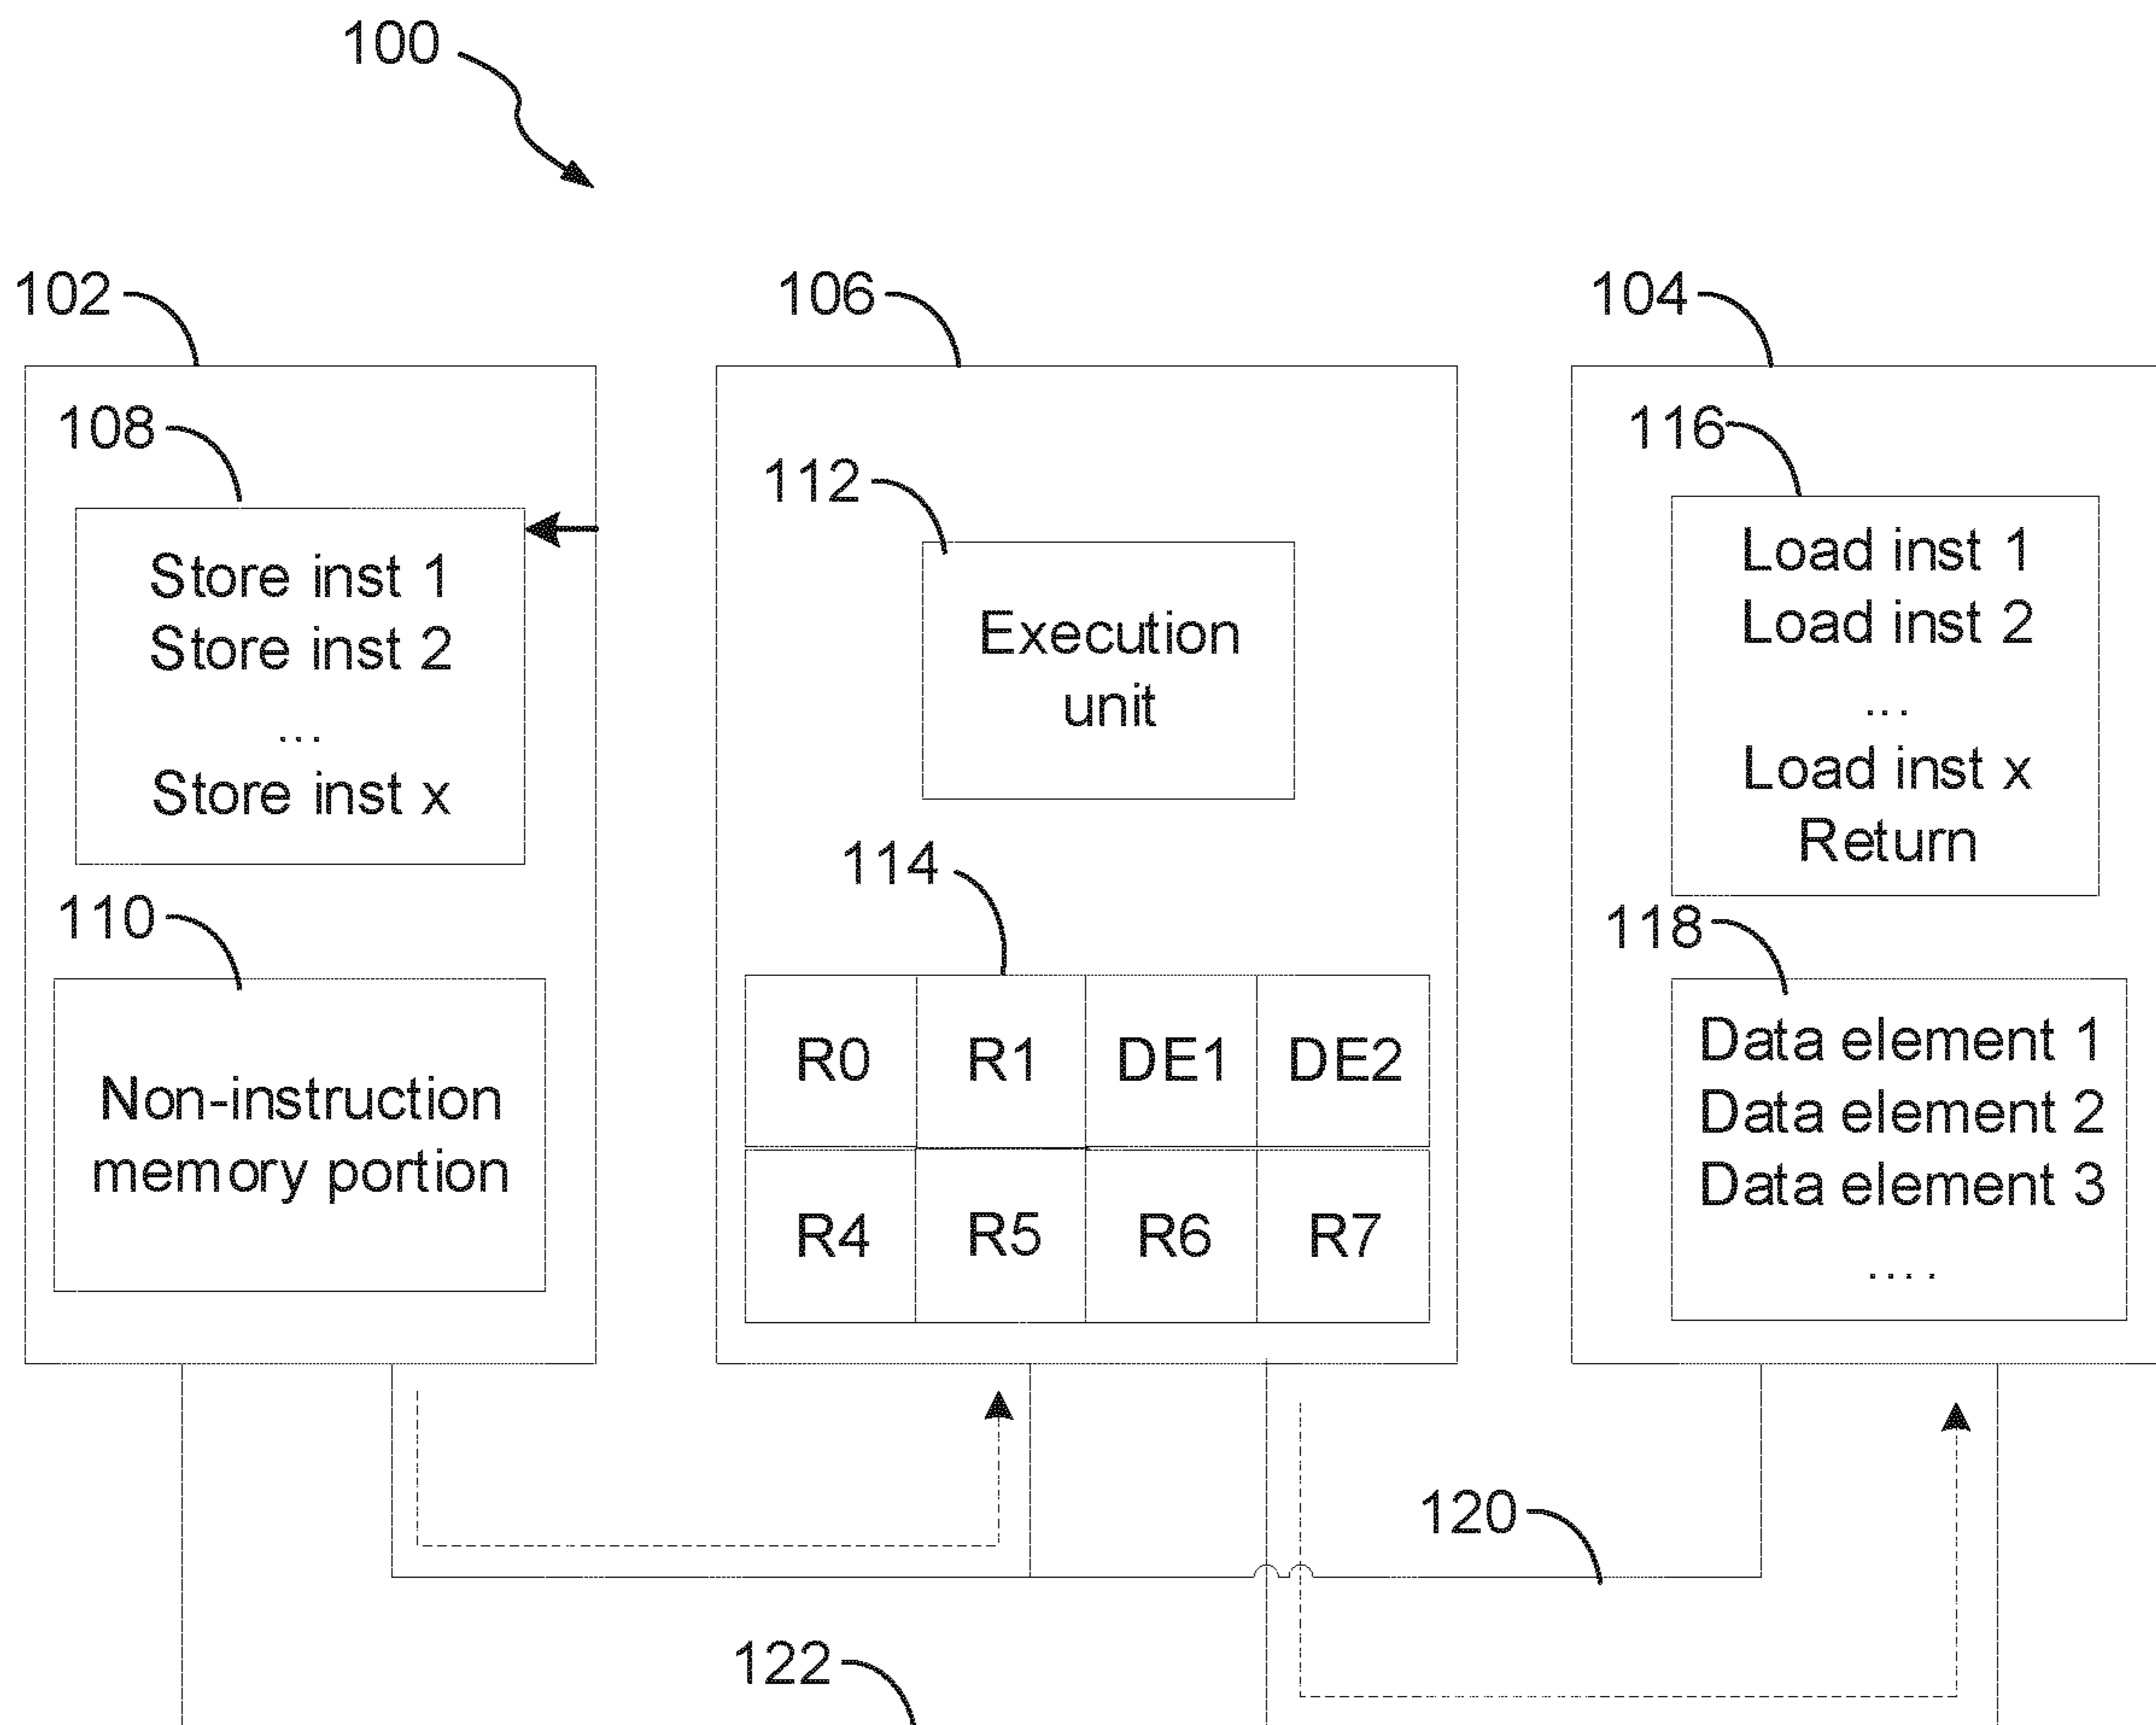 100
102
106
104
108
Store inst 1
Store inst 2
...
Store inst x
110
Non-instruction
memory portion
112
Execution
unit
114
R0 R1 DE1 DE2
R4 R5 R6 R7
116
Load inst 1
Load inst 2
...
Load inst x
Return
118
Data element 1
Data element 2
Data element 3
....
120
122